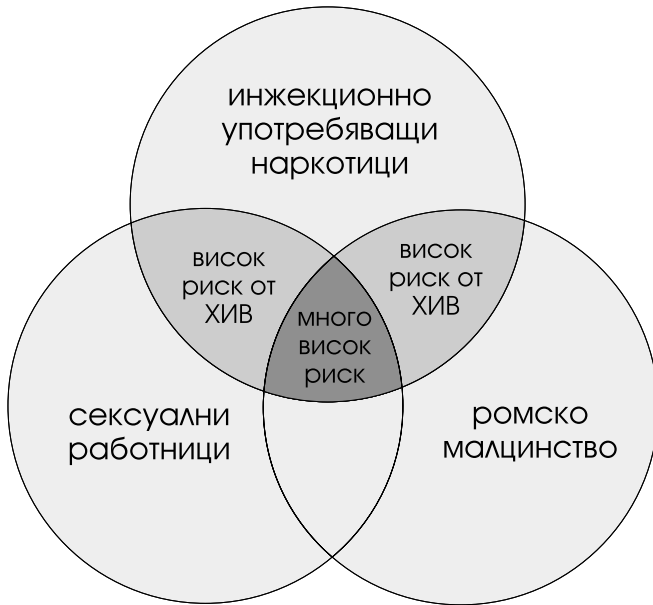 инжекционно
употребяващи
наркотици
висок
риск от
ХИВ
висок
риск от
ХИВ
много
висок
риск
сексуални
работници
ромско
малцинство